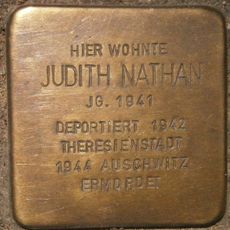 HIER WOHNTE
JUDITH NATHAN
JG. 1941
DEPORTIERT 1942
THERESIENSTADT
1944 AUSCHWITZ
ERMORDET